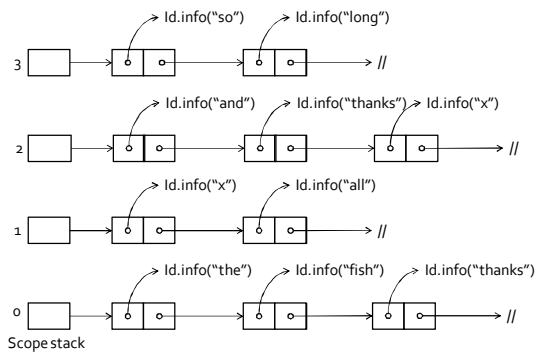 Id.info(“so”) Id.info(“long”)
3 //
Id.info(“and”) Id.info(“thanks”) Id.info(“x”)
2 //
Id.info(“x”) Id.info(“all”)
1 //
Id.info(“the”) Id.info(“fish”) Id.info(“thanks”)
0 //
Scope stack